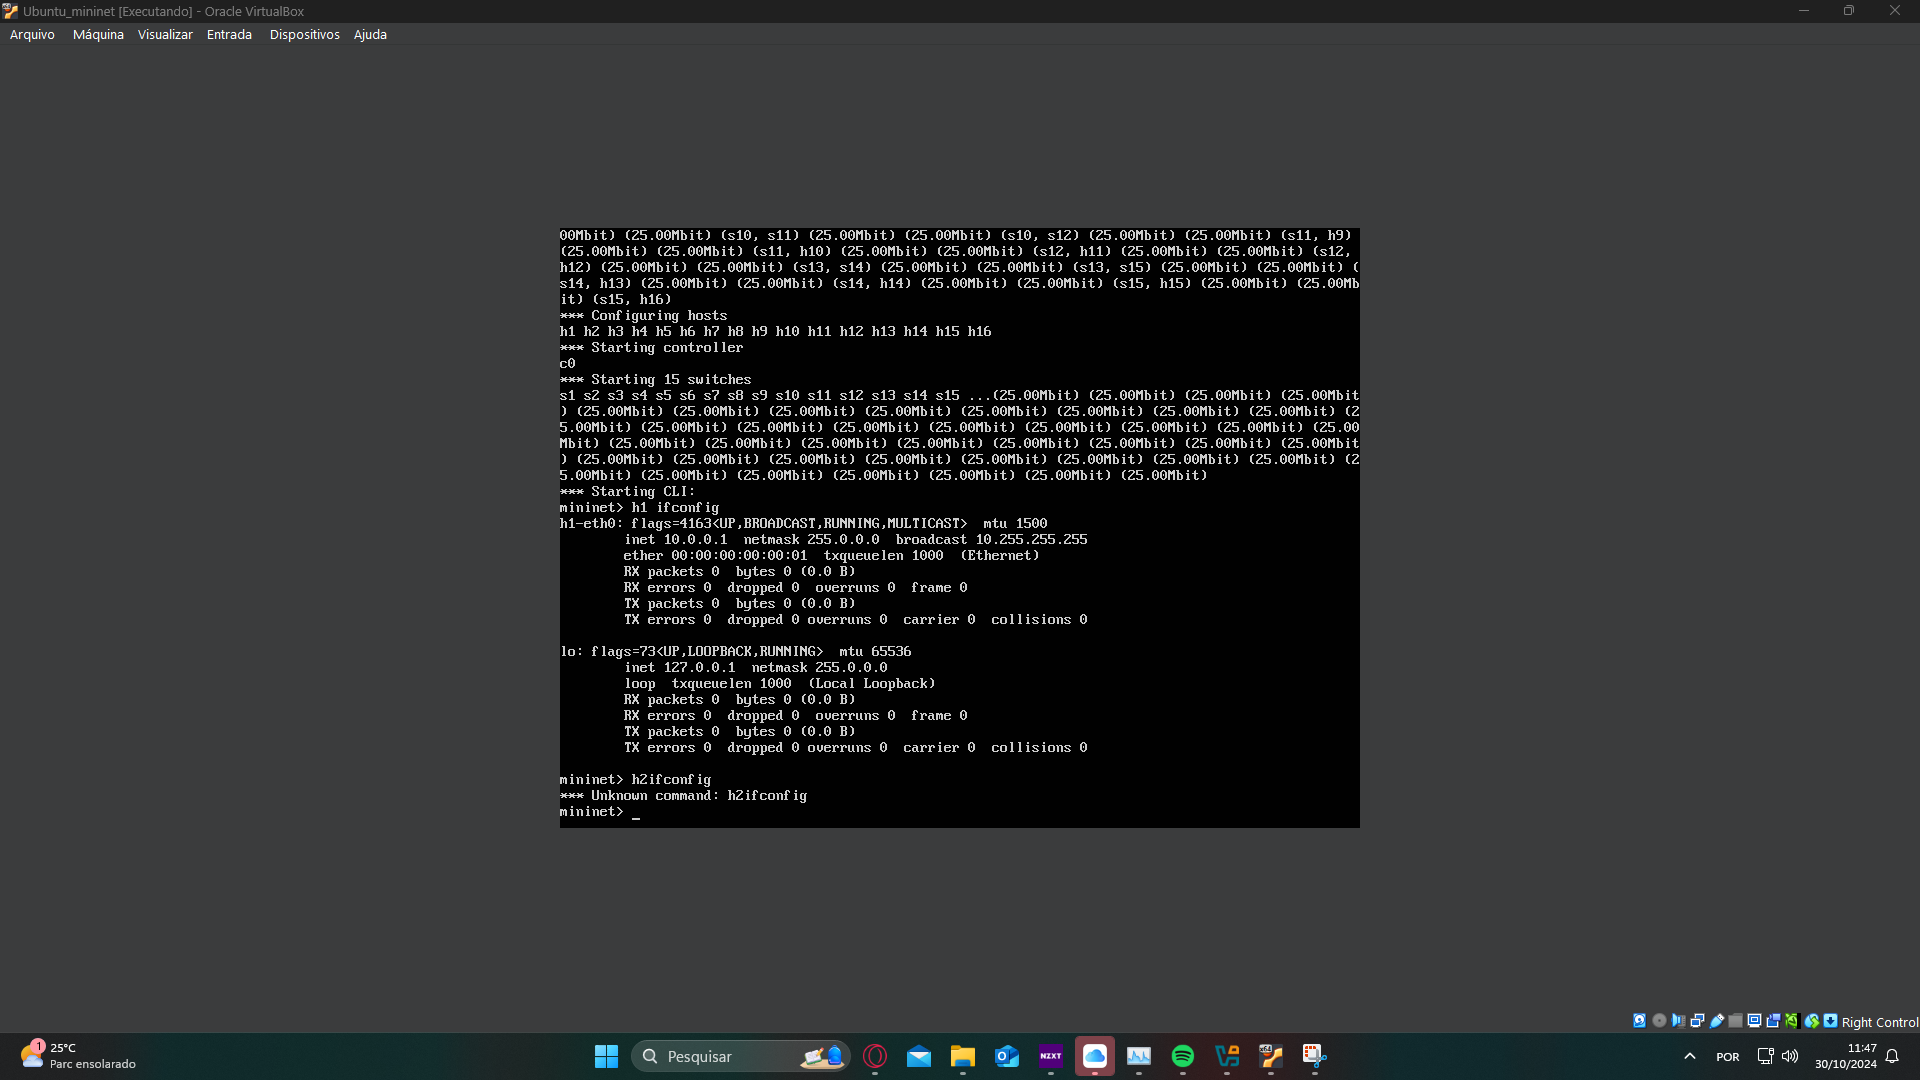 Ubuntu_mininet [Executando] - Oracle VirtualBox
Arquivo Máquina Visualizar Entrada Dispositivos Ajuda
00Mbit) (25.00Mbit) (s10, s11) (25.00Mbit) (25.00Mbit) (s10, s12) (25.00Mbit) (25.00Mbit) (s11, h9)
(25.00Mbit) (25.00Mbit) (s11, h10) (25.00Mbit) (25.00Mbit) (s12, h11) (25.00Mbit) (25.00Mbit) (s12,
h12) (25.00Mbit) (25.00Mbit) (s13, s14) (25.00Mbit) (25.00Mbit) (s13, s15) (25.00Mbit) (25.00Mbit) (
s14, h13) (25.00Mbit) (25.00Mbit) (s14, h14) (25.00Mbit) (25.00Mbit) (s15, h15) (25.00Mbit) (25.00Mb
it) (s15, h16)
*** Configuring hosts
h1 h2 h3 h4 h5 h6 h7 h8 h9 h10 h11 h12 h13 h14 h15 h16
*** Starting controller
c0
*** Starting 15 switches
s1 s2 s3 s4 s5 s6 s7 s8 s9 s10 s11 s12 s13 s14 s15 ...(25.00Mbit) (25.00Mbit) (25.00Mbit) (25.00Mbit
) (25.00Mbit) (25.00Mbit) (25.00Mbit) (25.00Mbit) (25.00Mbit) (25.00Mbit) (25.00Mbit) (25.00Mbit) (2
5.00Mbit) (25.00Mbit) (25.00Mbit) (25.00Mbit) (25.00Mbit) (25.00Mbit) (25.00Mbit) (25.00Mbit) (25.00
Mbit) (25.00Mbit) (25.00Mbit) (25.00Mbit) (25.00Mbit) (25.00Mbit) (25.00Mbit) (25.00Mbit) (25.00Mbit
) (25.00Mbit) (25.00Mbit) (25.00Mbit) (25.00Mbit) (25.00Mbit) (25.00Mbit) (25.00Mbit) (25.00Mbit) (2
5.00Mbit) (25.00Mbit) (25.00Mbit) (25.00Mbit) (25.00Mbit) (25.00Mbit) (25.00Mbit)
*** Starting CLI:
mininet> h1 ifconfig
h1-eth0: flags=4163<UP,BROADCAST,RUNNING,MULTICAST>  mtu 1500
inet 10.0.0.1  netmask 255.0.0.0  broadcast 10.255.255.255
ether 00:00:00:00:00:01  txqueuelen 1000  (Ethernet)
RX packets 0  bytes 0 (0.0 B)
RX errors 0  dropped 0  overruns 0  frame 0
TX packets 0  bytes 0 (0.0 B)
TX errors 0  dropped 0 overruns 0  carrier 0  collisions 0
lo: flags=73<UP,LOOPBACK,RUNNING>  mtu 65536
inet 127.0.0.1  netmask 255.0.0.0
loop  txqueuelen 1000  (Local Loopback)
RX packets 0  bytes 0 (0.0 B)
RX errors 0  dropped 0  overruns 0  frame 0
TX packets 0  bytes 0 (0.0 B)
TX errors 0  dropped 0 overruns 0  carrier 0  collisions 0
mininet> h2ifconfig
*** Unknown command: h2ifconfig
mininet> _
Right Control
1
25°C
Parc ensolarado
Pesquisar
NZXT
POR
11:47
30/10/2024